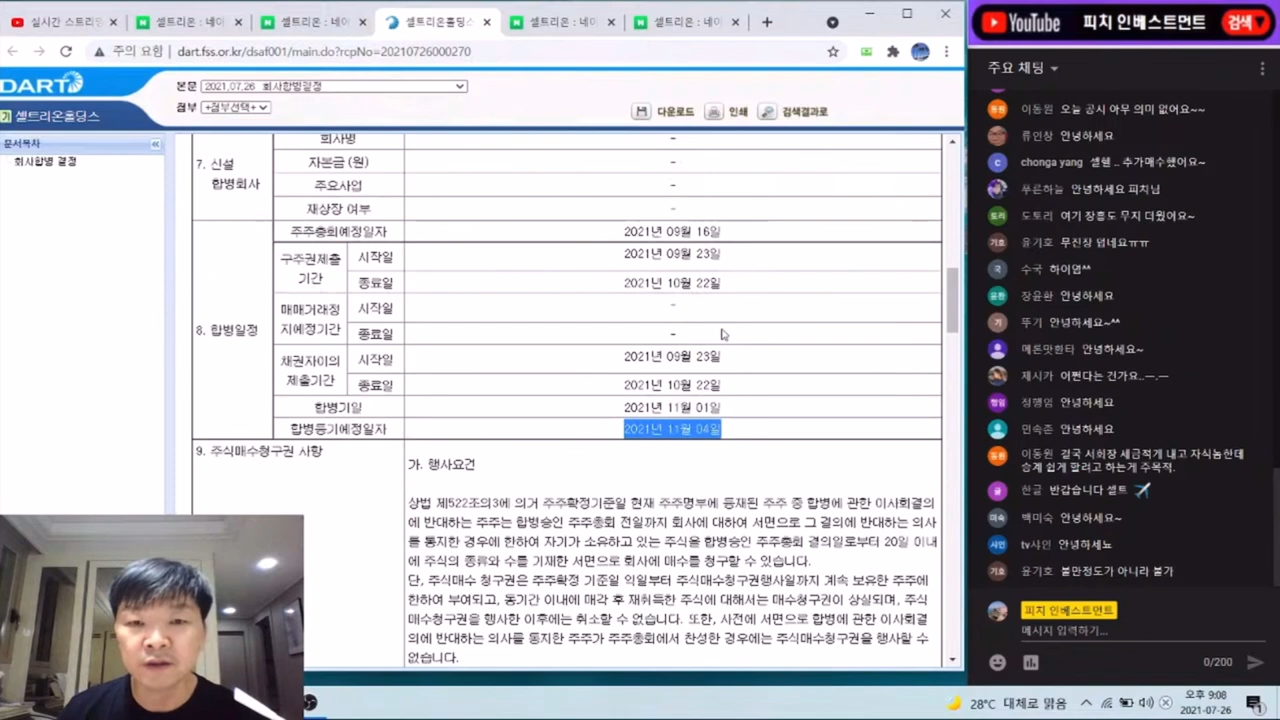 실시간 스트리밍
셀트리온 : 네이
셀트리온 : 네이
셀트리온홀딩스
셀트리온 : 네이
셀트리온 : 네이
주의 요함
dart.fss.or.kr/dsaf001/main.do?rcpNo=20210726000270
DART
본문 2021.07.26 회사합병결정
첨부 +첨부선택+
기 셀트리온홀딩스
다운로드 인쇄 검색결과로
문서목차
회사합병 결정
7. 신설 합병회사
회사명 -
자본금 (원) -
주요사업 -
재상장 여부 -
8. 합병일정
주주총회예정일자 2021년 09월 16일
구주권제출 기간
시작일 2021년 09월 23일
종료일 2021년 10월 22일
매매거래정지예정기간
시작일 -
종료일 -
채권자이의 제출기간
시작일 2021년 09월 23일
종료일 2021년 10월 22일
합병기일 2021년 11월 01일
합병등기예정일자 2021년 11월 04일
9. 주식매수청구권 사항
가. 행사요건
상법 제522조의3에 의거 주주확정기준일 현재 주주명부에 등재된 주주 중 합병에 관한 이사회결의
에 반대하는 주주는 합병승인 주주총회 전일까지 회사에 대하여 서면으로 그 결의에 반대하는 의사
를 통지한 경우에 한하여 자기가 소유하고 있는 주식을 합병승인 주주총회 결의일로부터 20일 이내
에 주식의 종류와 수를 기재한 서면으로 회사에 매수를 청구할 수 있습니다.
단, 주식매수 청구권은 주주확정 기준일 익일부터 주식매수청구권행사일까지 계속 보유한 주주에
한하여 부여되고, 동기간 이내에 매각 후 재취득한 주식에 대해서는 매수청구권이 상실되며, 주식
매수청구권을 행사한 이후에는 취소할 수 없습니다. 또한, 사전에 서면으로 합병에 관한 이사회결
의에 반대하는 의사를 통지한 주주가 주주총회에서 찬성한 경우에는 주식매수청구권을 행사할 수
없습니다.
YouTube 피치 인베스트먼트 검색
주요 채팅
동원 이동원 오늘 공시 아무 의미 없어요~~
류인상 안녕하세요
c chonga yang 셀헬 .. 추가매수했어요~
푸른하늘 안녕하세요 피치님
도리 도토리 여기 장흥도 무지 더웠어요~
기호 윤기호 무진장 덥네요ㅠㅠ
국 수국 하이염^^
윤환 장윤환 안녕하세요
기 뚜기 안녕하세요~^^
메론맛환타 안녕하세요~
제시카 어쩐다는 건가요..ㅡ.ㅡ
행임 정행임 안녕하세요
민속촌 안녕하세요
동원 이동원 결국 서회장 세금적게 내고 자식놈한데
승계 쉽게 할려고 하는게 주목적.
글 한글 반갑습니다 셀트
미숙 백미숙 안녕하세요~
샤인 tv샤인 안녕하세뇨
기호 윤기호 불만정도가 아니라 불가
피치 인베스트먼트
메시지 입력하기...
0/200
28°C 대체로 맑음
오후 9:08
2021-07-26
1